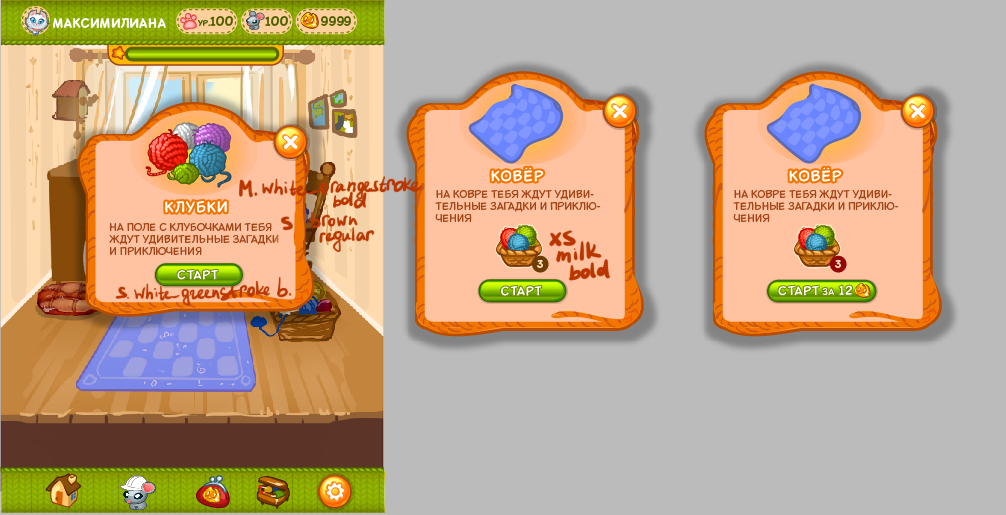 МАКСИМИЛИАНА
УР.100
100
9999
КЛУБКИ
НА ПОЛЕ С КЛУБОЧКАМИ ТЕБЯ
ЖДУТ УДИВИТЕЛЬНЫЕ ЗАГАДКИ
И ПРИКЛЮЧЕНИЯ
СТАРТ
M. white orangestroke
bold
S brown
regular
S. white greenstroke b.
КОВЁР
НА КОВРЕ ТЕБЯ ЖДУТ УДИВИ-
ТЕЛЬНЫЕ ЗАГАДКИ И ПРИКЛЮ-
ЧЕНИЯ
3
xs
milk
bold
СТАРТ
КОВЁР
НА КОВРЕ ТЕБЯ ЖДУТ УДИВИ-
ТЕЛЬНЫЕ ЗАГАДКИ И ПРИКЛЮ-
ЧЕНИЯ
3
СТАРТ ЗА 12